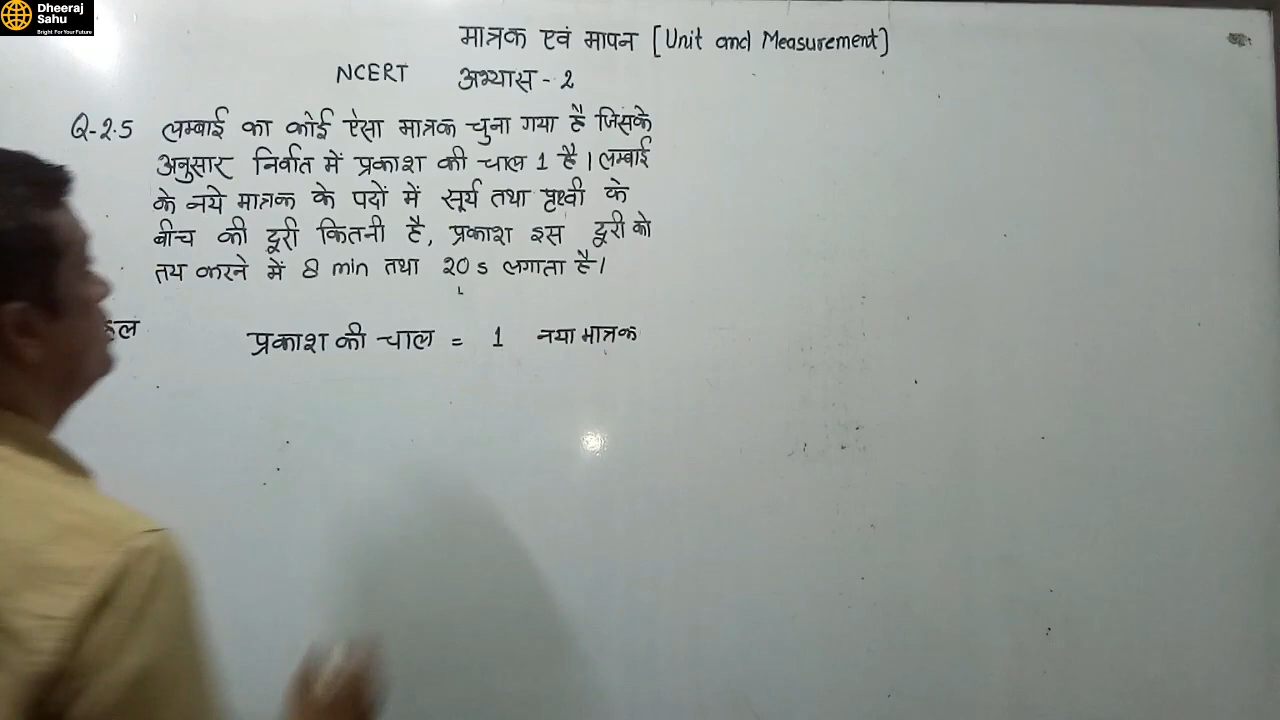 Dheeraj
Sahu
Bright For Your Future
मात्रक एवं मापन [Unit and Measurement]
NCERT अभ्यास - 2
Q-2.5 लम्बाई का कोई ऐसा मात्रक चुना गया है जिसके
अनुसार निर्वात में प्रकाश की चाल 1 है। लम्बाई
के नये मात्रक के पदों में सूर्य तथा पृथ्वी के
बीच की दूरी कितनी है, प्रकाश इस दूरी को
तय करने में 8 min तथा 20 s लगाता है।
प्रकाश की चाल = 1 नया मात्रक